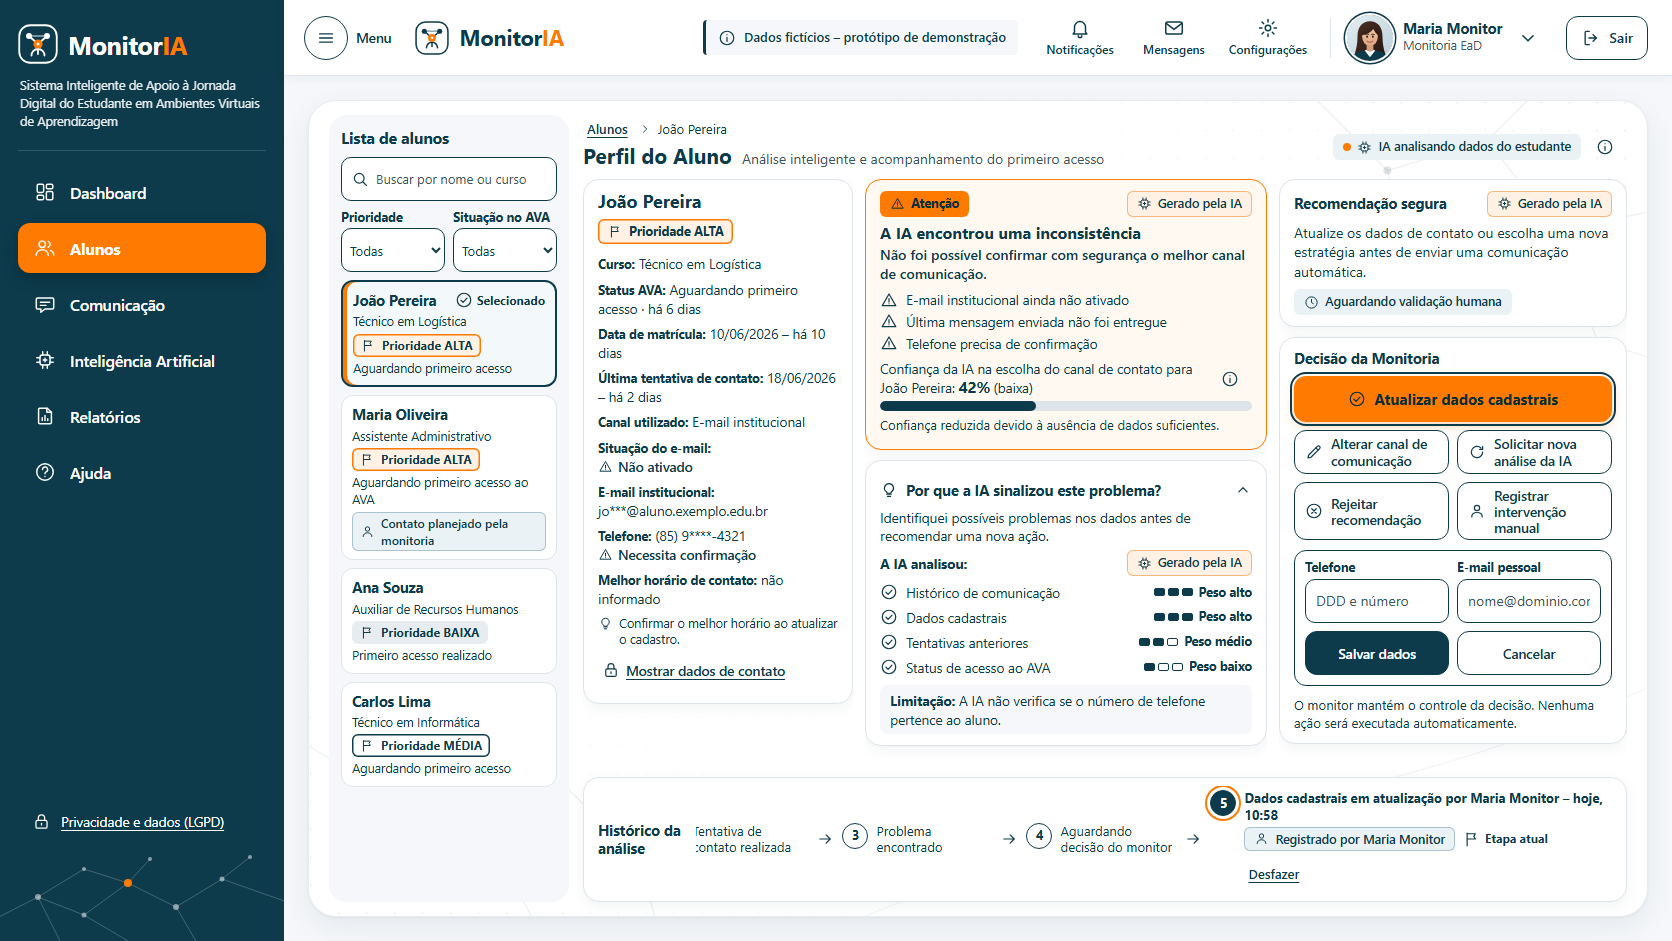 MonitorIA
Sistema Inteligente de Apoio à Jornada
Digital do Estudante em Ambientes Virtuais
de Aprendizagem
Dashboard
Alunos
Comunicação
Inteligência Artificial
Relatórios
Ajuda
Privacidade e dados (LGPD)
Menu
MonitorIA
Dados fictícios – protótipo de demonstração
Notificações
Mensagens
Configurações
Maria Monitor
Monitoria EaD
Sair
Lista de alunos
Buscar por nome ou curso
Prioridade
Situação no AVA
Todas
Todas
João Pereira
Selecionado
Técnico em Logística
Prioridade ALTA
Aguardando primeiro acesso
Maria Oliveira
Assistente Administrativo
Prioridade ALTA
Aguardando primeiro acesso ao
AVA
Contato planejado pela
monitoria
Ana Souza
Auxiliar de Recursos Humanos
Prioridade BAIXA
Primeiro acesso realizado
Carlos Lima
Técnico em Informática
Prioridade MÉDIA
Aguardando primeiro acesso
Alunos
João Pereira
Perfil do Aluno
Análise inteligente e acompanhamento do primeiro acesso
IA analisando dados do estudante
João Pereira
Prioridade ALTA
Curso: Técnico em Logística
Status AVA: Aguardando primeiro
acesso · há 6 dias
Data de matrícula: 10/06/2026 – há 10
dias
Última tentativa de contato: 18/06/2026
– há 2 dias
Canal utilizado: E-mail institucional
Situação do e-mail:
Não ativado
E-mail institucional:
jo***@aluno.exemplo.edu.br
Telefone: (85) 9****-4321
Necessita confirmação
Melhor horário de contato: não
informado
Confirmar o melhor horário ao atualizar
o cadastro.
Mostrar dados de contato
Atenção
Gerado pela IA
A IA encontrou uma inconsistência
Não foi possível confirmar com segurança o melhor canal
de comunicação.
E-mail institucional ainda não ativado
Última mensagem enviada não foi entregue
Telefone precisa de confirmação
Confiança da IA na escolha do canal de contato para
João Pereira: 42% (baixa)
Confiança reduzida devido à ausência de dados suficientes.
Por que a IA sinalizou este problema?
Identifiquei possíveis problemas nos dados antes de
recomendar uma nova ação.
A IA analisou:
Gerado pela IA
Histórico de comunicação
Peso alto
Dados cadastrais
Peso alto
Tentativas anteriores
Peso médio
Status de acesso ao AVA
Peso baixo
Limitação: A IA não verifica se o número de telefone
pertence ao aluno.
Recomendação segura
Gerado pela IA
Atualize os dados de contato ou escolha uma nova
estratégia antes de enviar uma comunicação
automática.
Aguardando validação humana
Decisão da Monitoria
Atualizar dados cadastrais
Alterar canal de
comunicação
Solicitar nova
análise da IA
Rejeitar
recomendação
Registrar
intervenção
manual
Telefone
E-mail pessoal
DDD e número
nome@dominio.cor
Salvar dados
Cancelar
O monitor mantém o controle da decisão. Nenhuma
ação será executada automaticamente.
Histórico da
análise
Tentativa de
contato realizada
3
Problema
encontrado
4
Aguardando
decisão do monitor
5
Dados cadastrais em atualização por Maria Monitor – hoje,
10:58
Registrado por Maria Monitor
Etapa atual
Desfazer